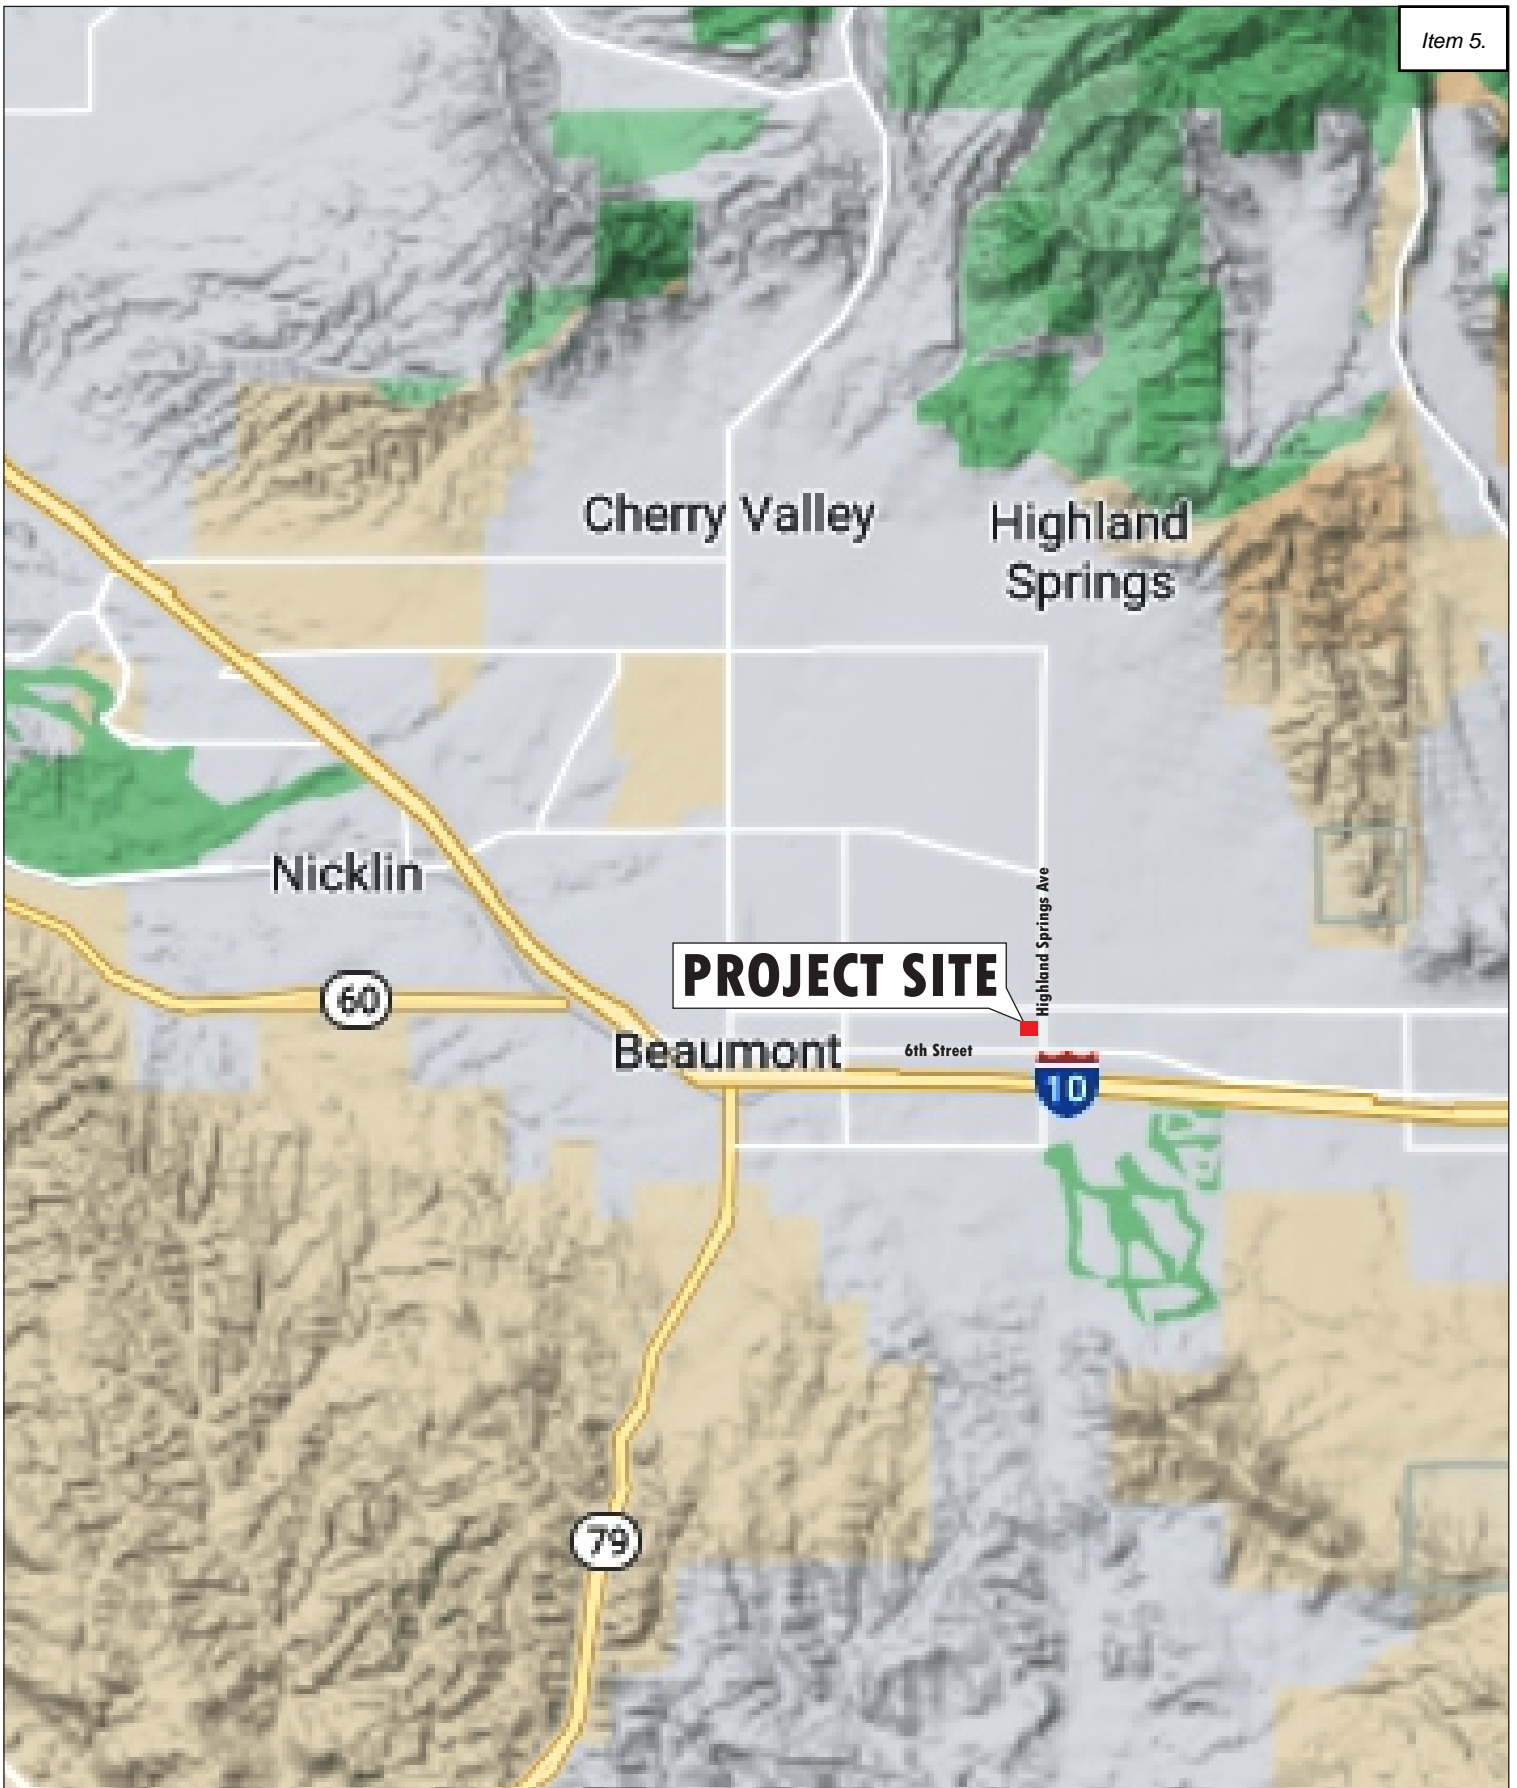 Item 5.
Cherry Valley
Highland
Springs
Nicklin
Highland Springs Ave
PROJECT SITE
60
Beaumont
6th Street
10
79